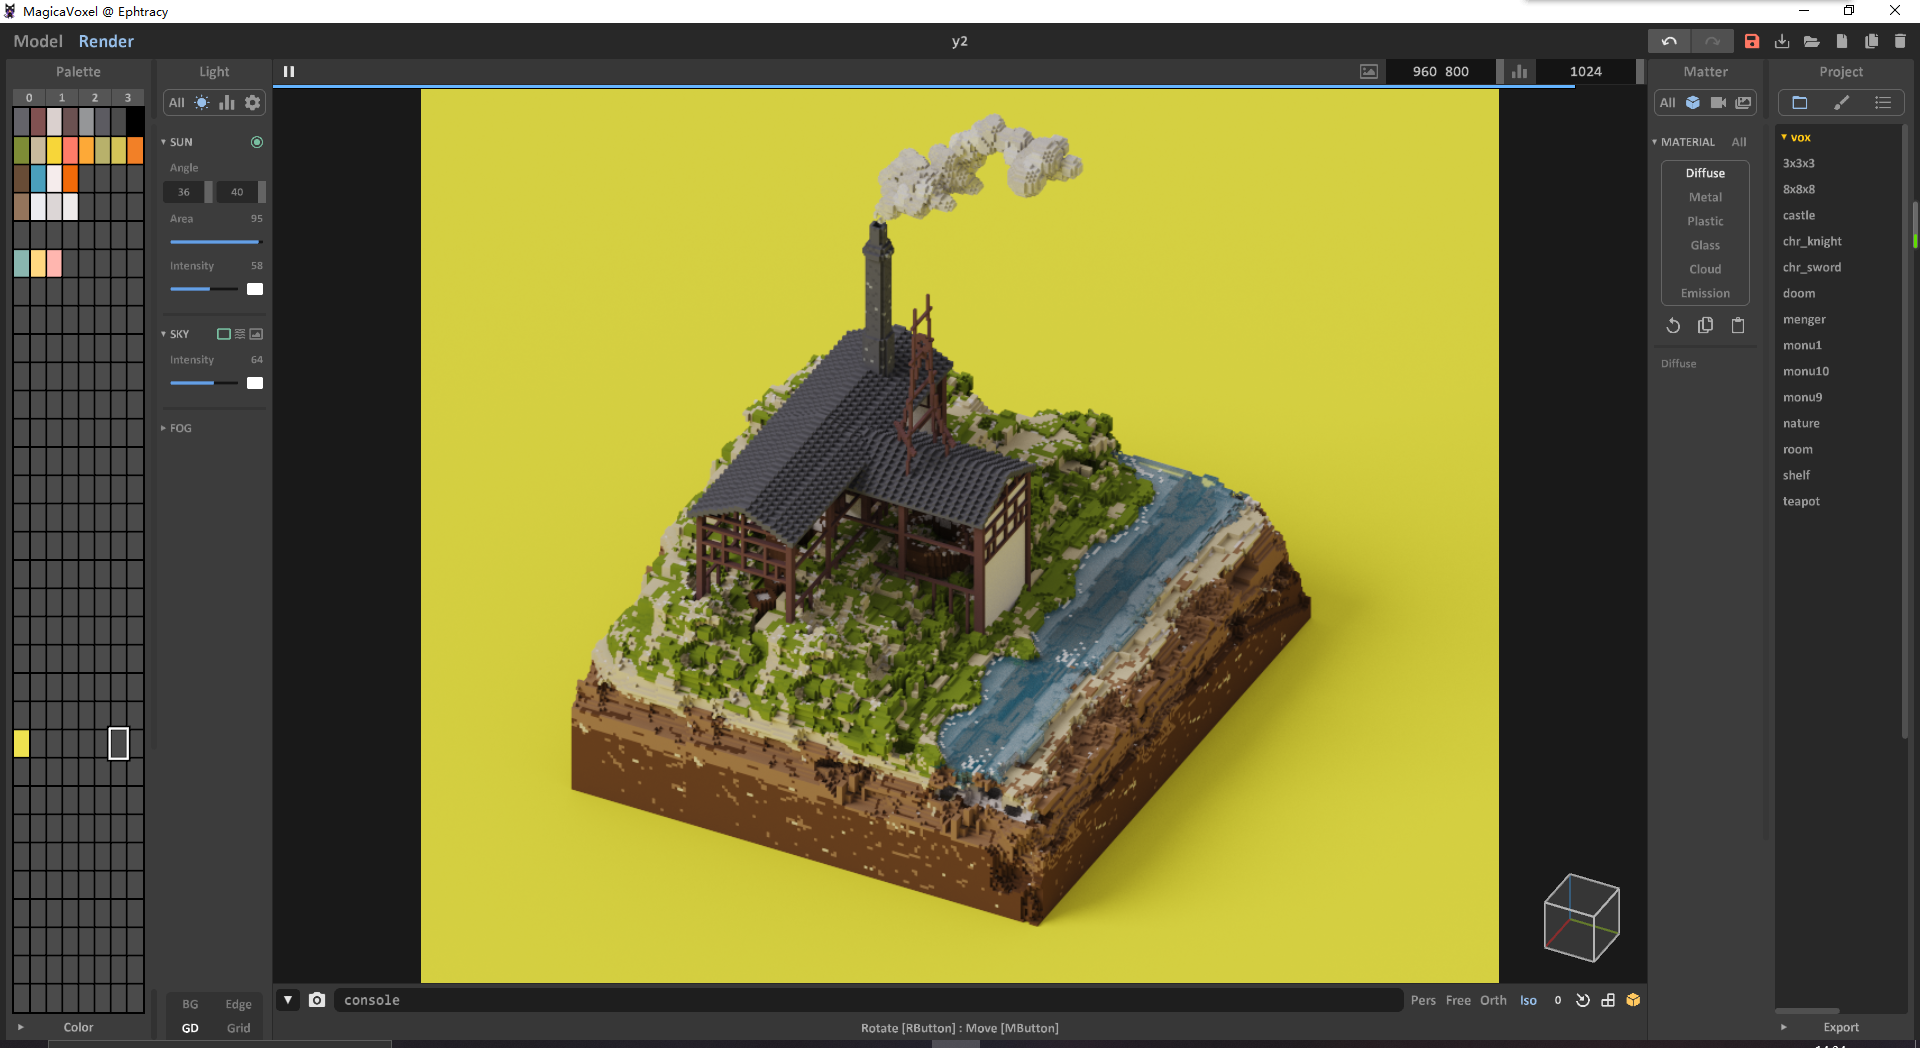 MagicaVoxel @ Ephtracy
Model Render
y2
Palette
0 1 2 3
Color
Light
All
SUN
Angle
36 40
Area 95
Intensity 58
SKY
Intensity 64
FOG
BG Edge
GD Grid
960 800
1024
console
Pers Free Orth Iso 0
Rotate [RButton] : Move [MButton]
Matter
All
MATERIAL All
Diffuse
Metal
Plastic
Glass
Cloud
Emission
Diffuse
Project
vox
3x3x3
8x8x8
castle
chr_knight
chr_sword
doom
menger
monu1
monu10
monu9
nature
room
shelf
teapot
Export